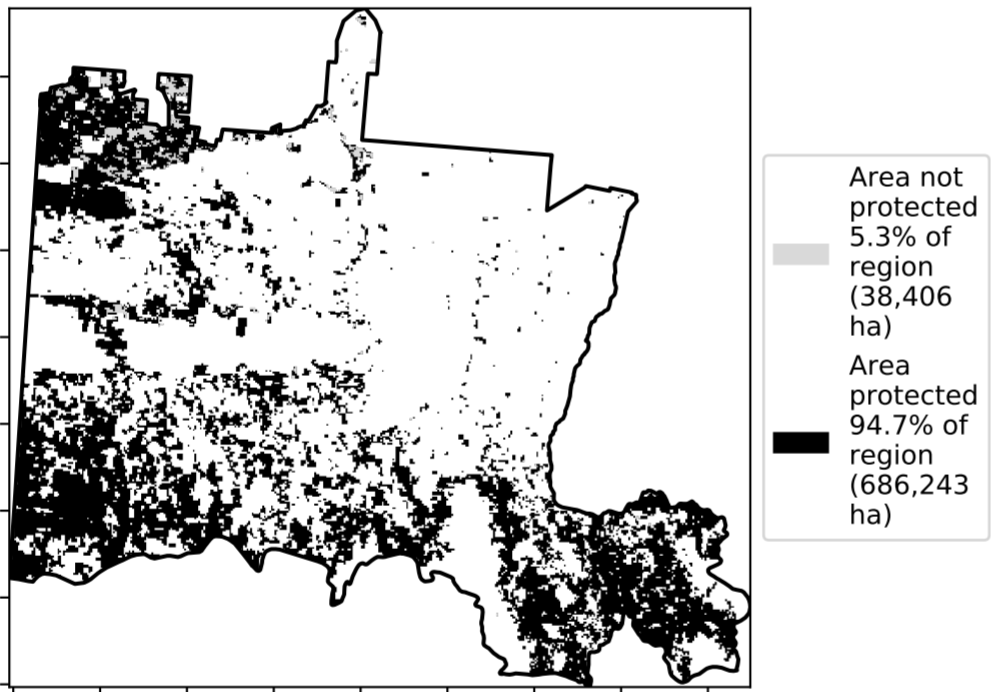 Area not
protected
5.3% of
region
(38,406
ha)
Area
protected
94.7% of
region
(686,243
ha)